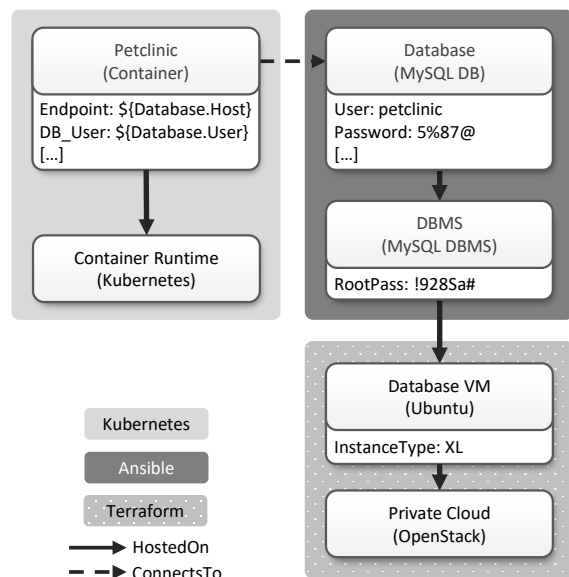 Petclinic
(Container)
Endpoint: ${Database.Host}
DB_User: ${Database.User}
[...]
Container Runtime
(Kubernetes)
Database
(MySQL DB)
User: petclinic
Password: 5%87@
[...]
DBMS
(MySQL DBMS)
RootPass: !928Sa#
Database VM
(Ubuntu)
InstanceType: XL
Private Cloud
(OpenStack)
Kubernetes
Ansible
Terraform
HostedOn
ConnectsTo